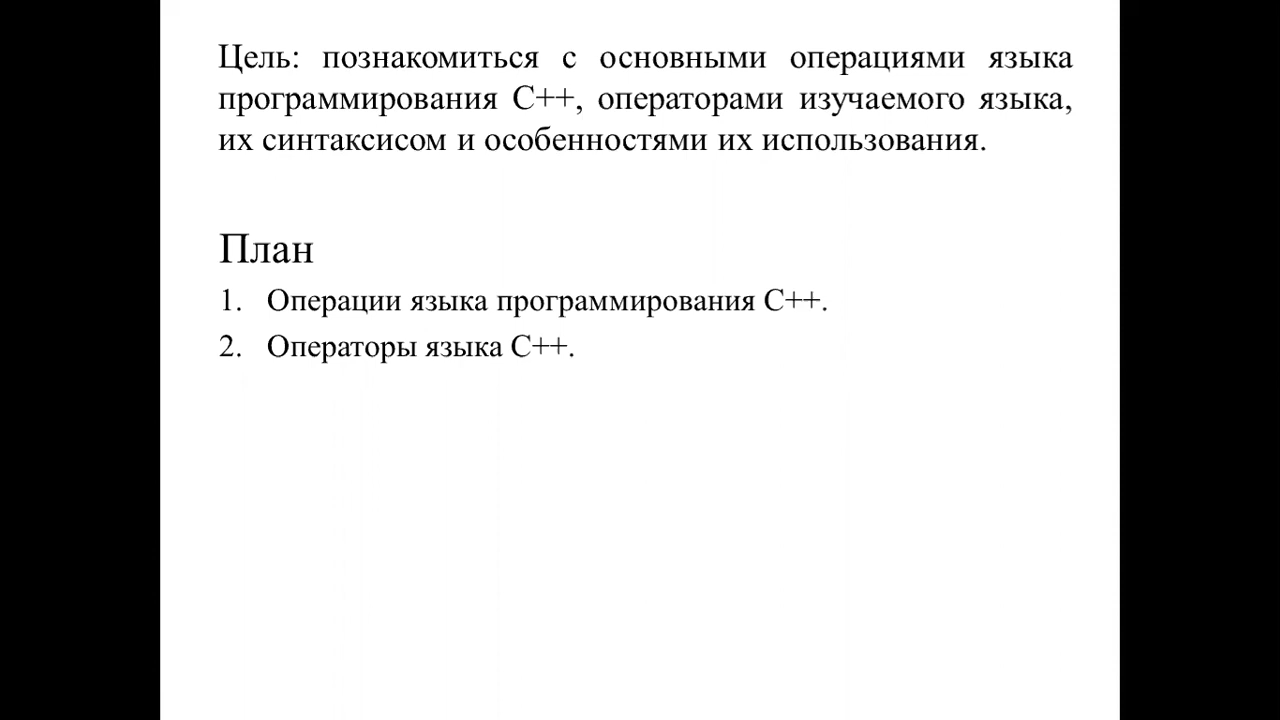 Цель: познакомиться с основными операциями языка
программирования С++, операторами изучаемого языка,
их синтаксисом и особенностями их использования.
План
1. Операции языка программирования С++.
2. Операторы языка С++.